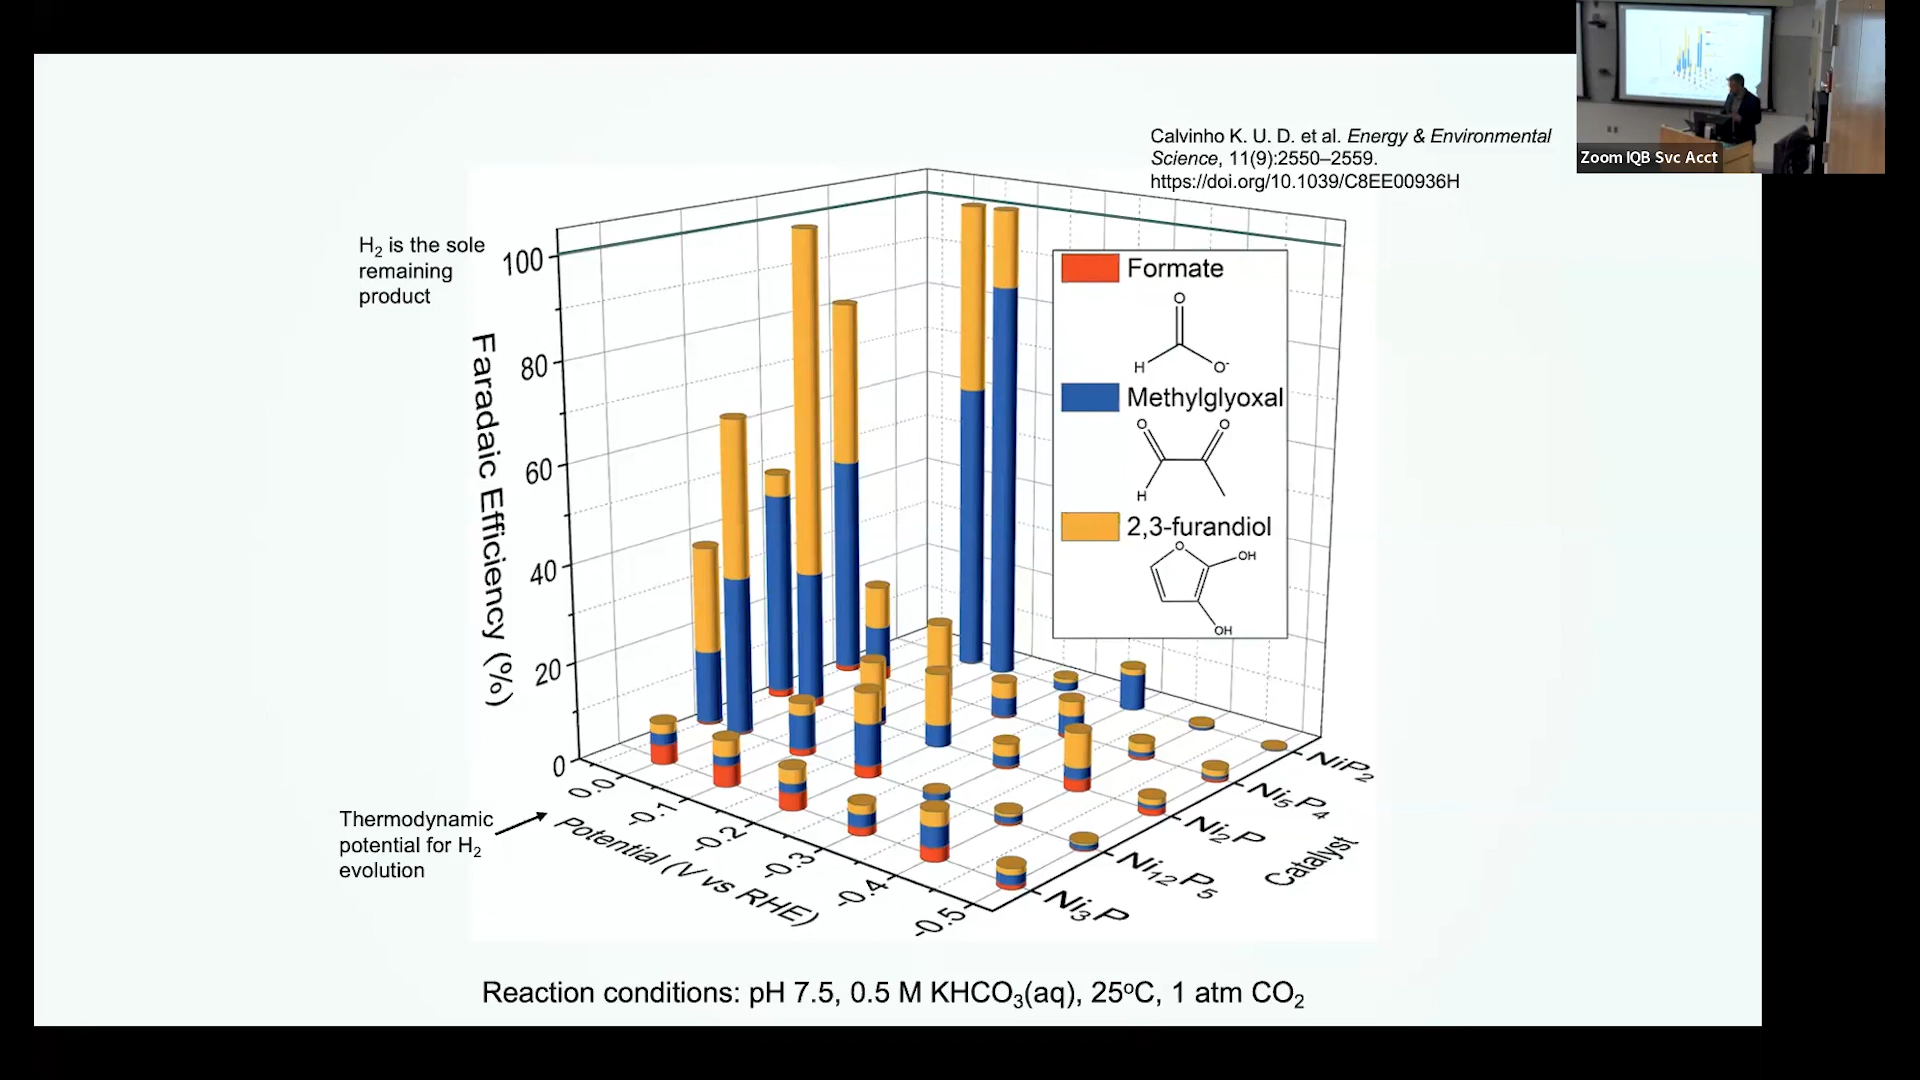 Zoom IQB Svc Acct
Calvinho K. U. D. et al. Energy & Environmental
Science, 11(9):2550–2559.
https://doi.org/10.1039/C8EE00936H
H₂ is the sole
remaining
product
Faradaic Efficiency (%)
100
80
60
40
20
0
Formate
O
H
O⁻
Methylglyoxal
O
O
H
2,3-furandiol
O
OH
OH
Thermodynamic
potential for H₂
evolution
0.0
-0.1
-0.2
-0.3
-0.4
-0.5
Potential (V vs RHE)
NiP₂
Ni₅P₄
Ni₂P
Ni₁₂P₅
Ni₃P
Catalyst
Reaction conditions: pH 7.5, 0.5 M KHCO₃(aq), 25ºC, 1 atm CO₂